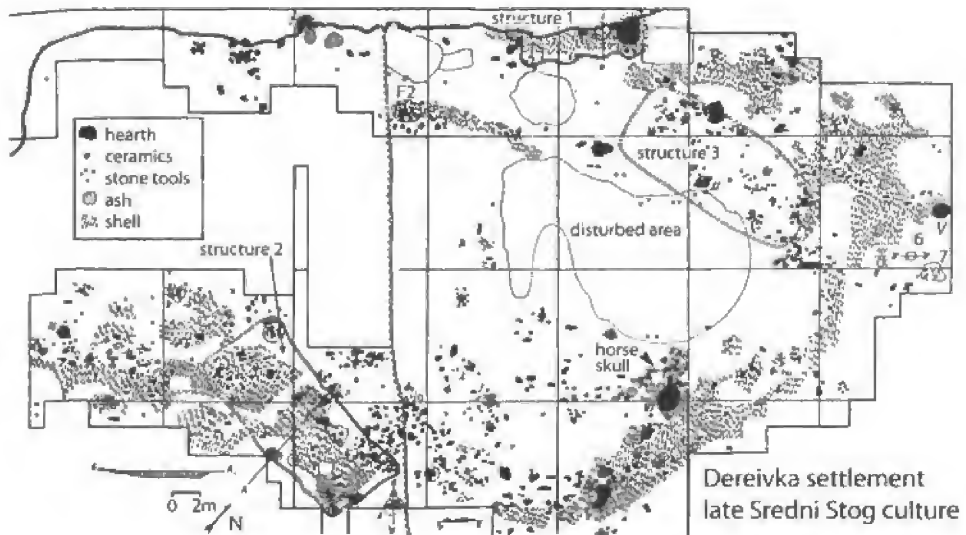 structure 1
F2
hearth
ceramics
stone tools
ash
shell
structure 3
IV
disturbed area
V
6
7
structure 2
horse
skull
A
A
0 2m
N
Dereivka settlement
late Sredni Stog culture